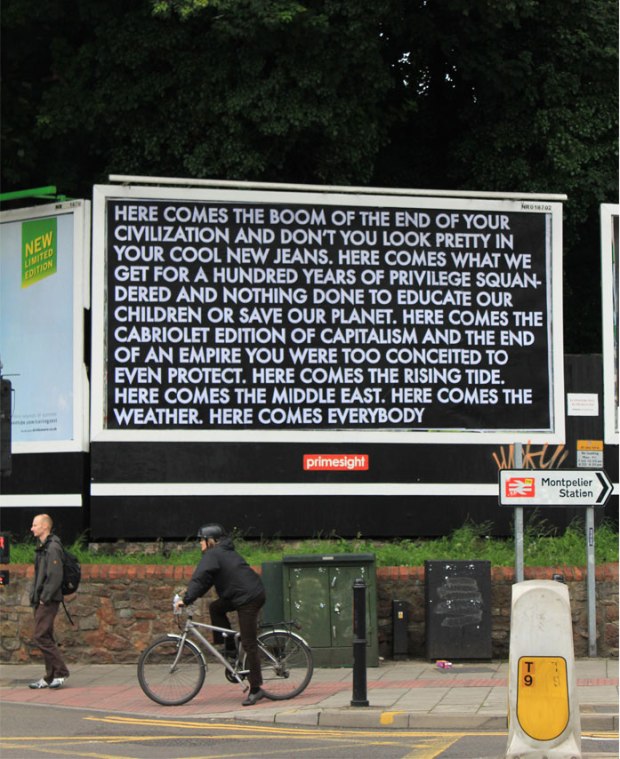 NEW
LIMITED
EDITION
HERE COMES THE BOOM OF THE END OF YOUR
CIVILIZATION AND DON'T YOU LOOK PRETTY IN
YOUR COOL NEW JEANS. HERE COMES WHAT WE
GET FOR A HUNDRED YEARS OF PRIVILEGE SQUAN-
DERED AND NOTHING DONE TO EDUCATE OUR
CHILDREN OR SAVE OUR PLANET. HERE COMES THE
CABRIOLET EDITION OF CAPITALISM AND THE END
OF AN EMPIRE YOU WERE TOO CONCEITED TO
EVEN PROTECT. HERE COMES THE RISING TIDE.
HERE COMES THE MIDDLE EAST. HERE COMES THE
WEATHER. HERE COMES EVERYBODY
primesight
Montpelier
Station
T
9